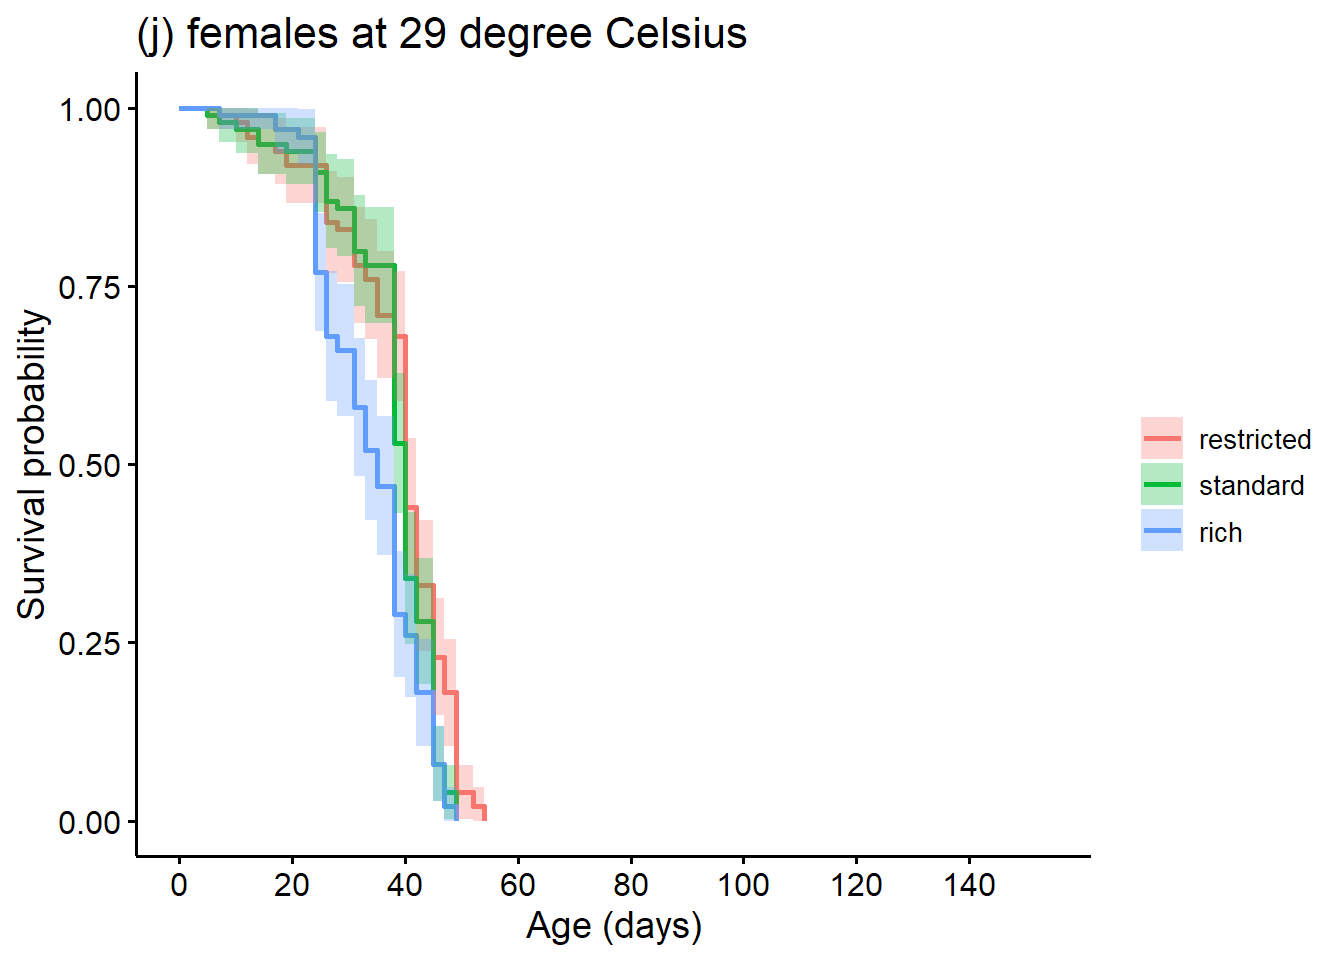 (j) females at 29 degree Celsius
Survival probability
1.00
0.75
0.50
0.25
0.00
0 20 40 60 80 100 120 140
Age (days)
restricted
standard
rich